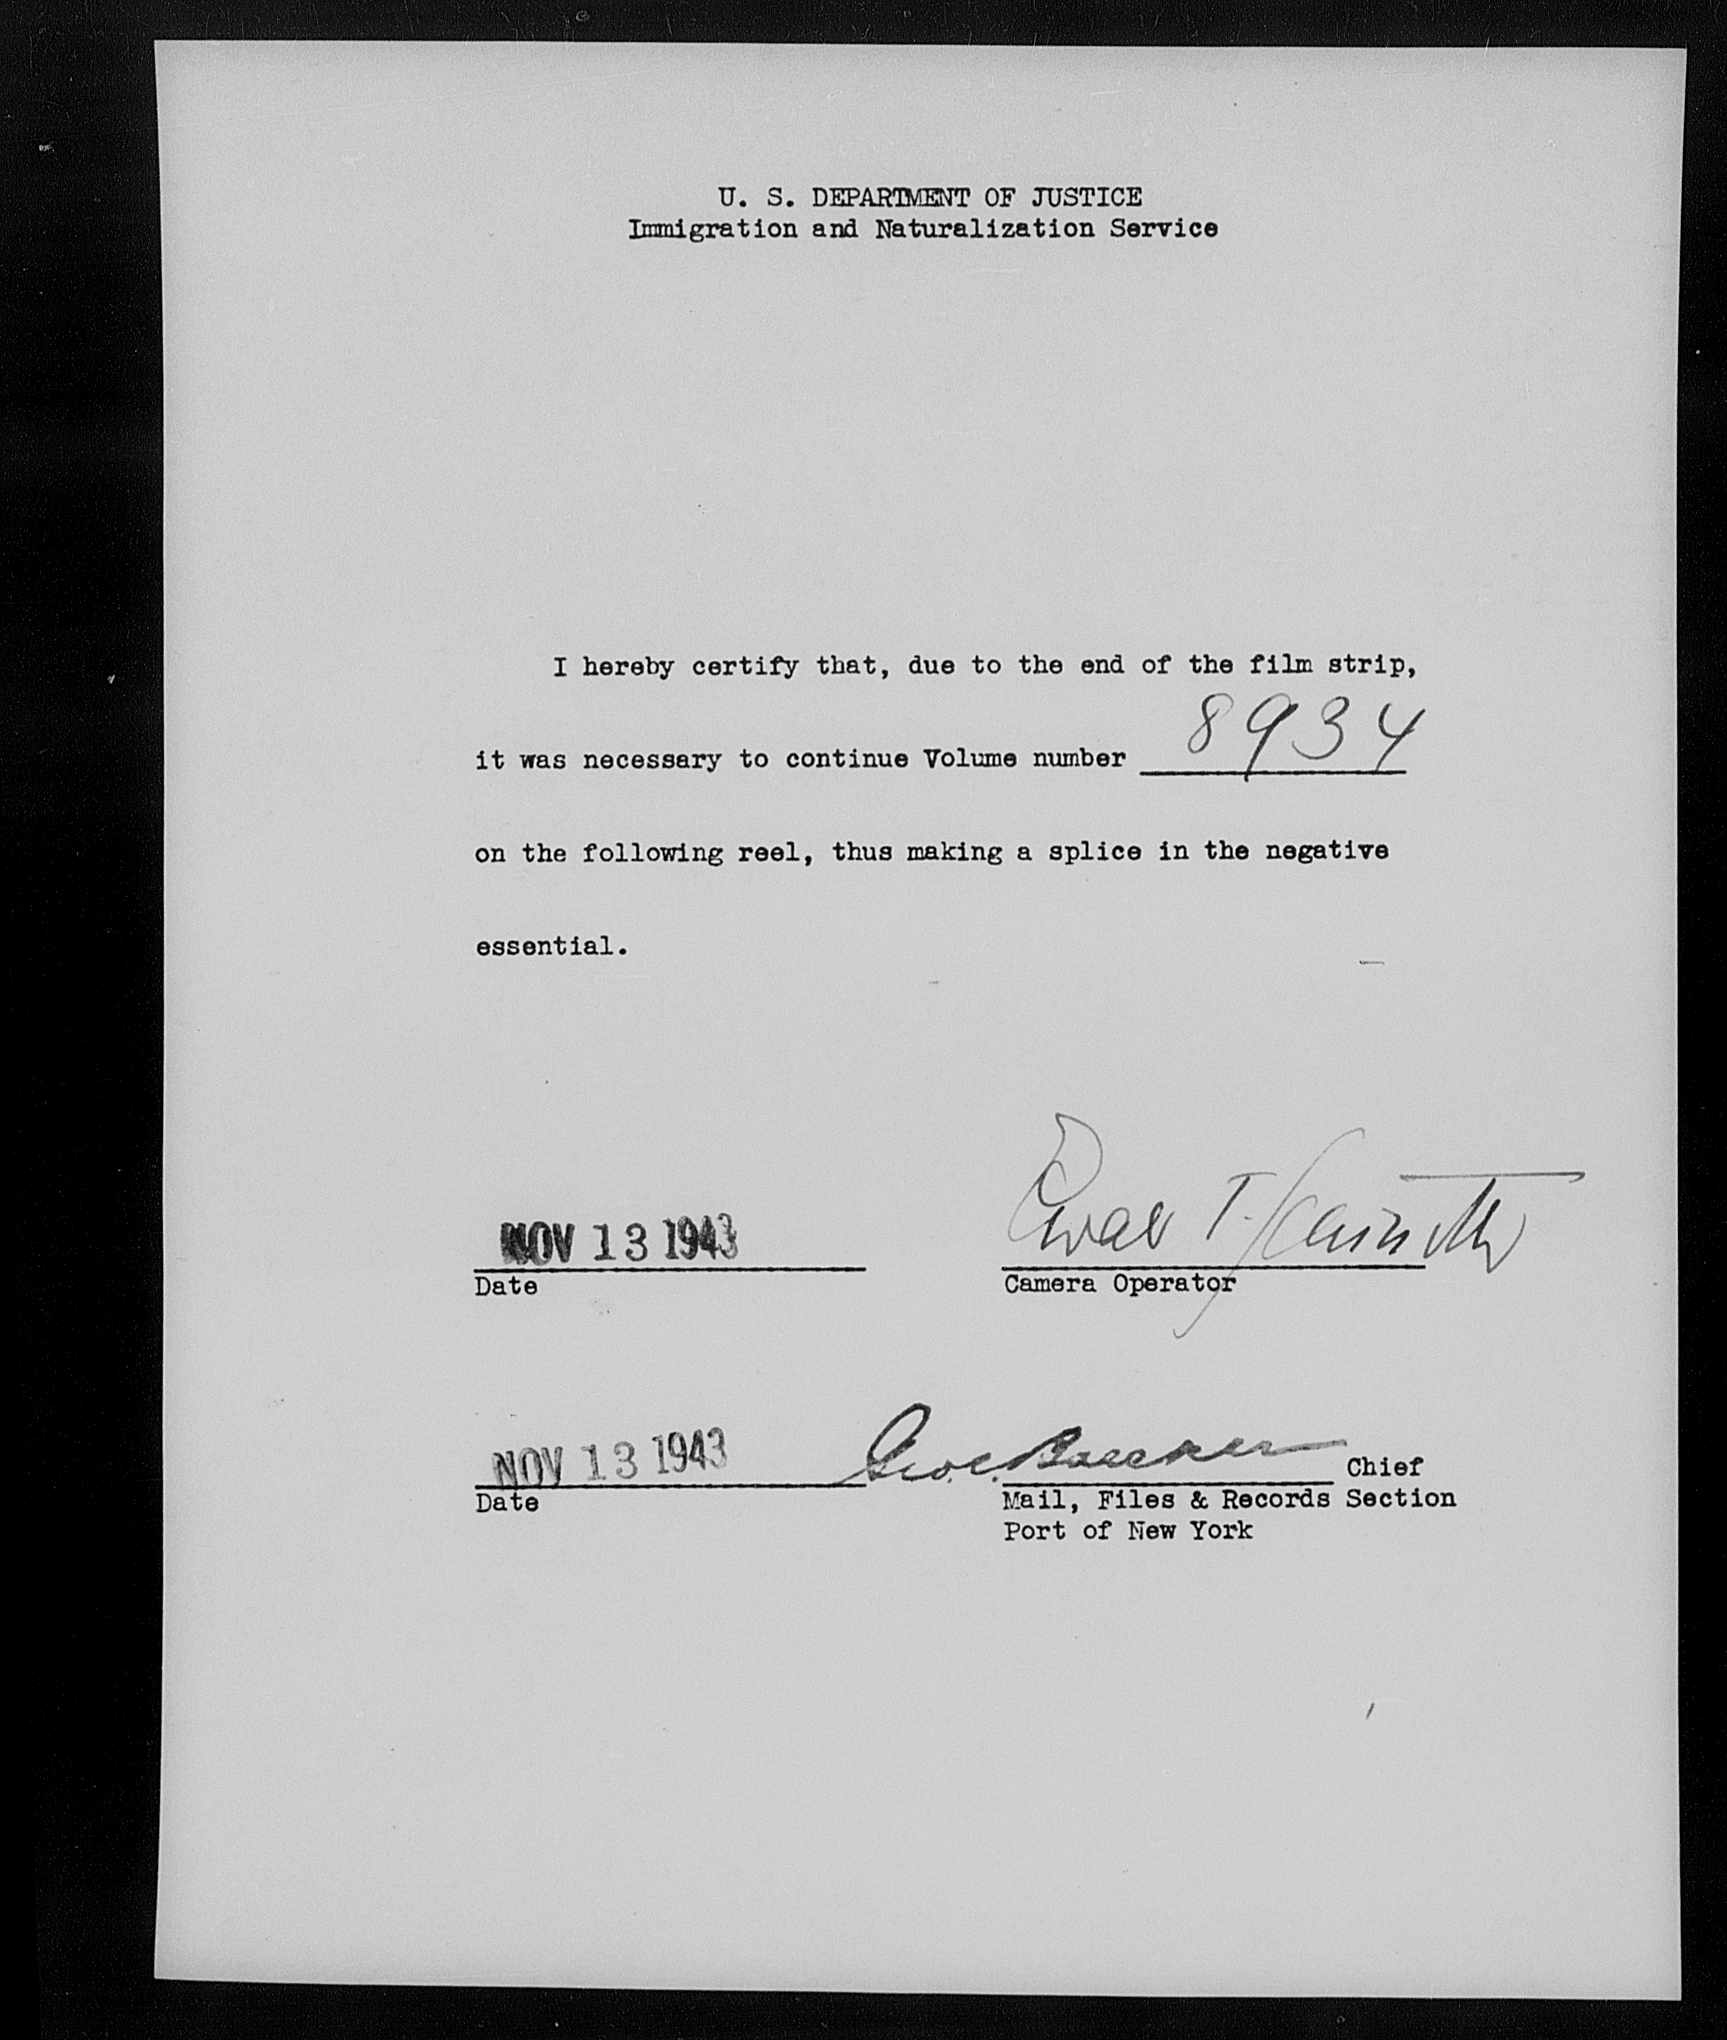 U. S. DEPARTMENT OF JUSTICE
Immigration and Naturalization Service
I hereby certify that, due to the end of the film strip,
it was necessary to continue Volume number 8934
on the following reel, thus making a splice in the negative
essential.
NOV 13 1943
Date
Camera Operator
NOV 13 1943 Geo. Chief
Date
Mail, Files & Records Section
Port of New York